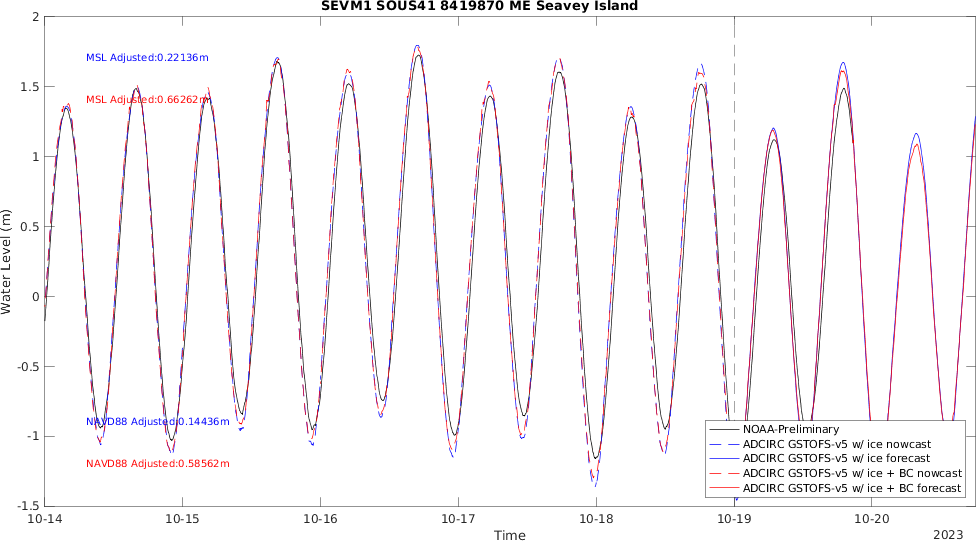 SEVM1 SOUS41 8419870 ME Seavey Island
2
1.5
1
0.5
0
-0.5
-1
-1.5
Water Level (m)
MSL Adjusted:0.22136m
MSL Adjusted:0.66262m
NAVD88 Adjusted:0.14436m
NAVD88 Adjusted:0.58562m
NOAA-Preliminary
ADCIRC GSTOFS-v5 w/ ice nowcast
ADCIRC GSTOFS-v5 w/ ice forecast
ADCIRC GSTOFS-v5 w/ ice + BC nowcast
ADCIRC GSTOFS-v5 w/ ice + BC forecast
10-14 10-15 10-16 10-17 10-18 10-19 10-20
Time
2023